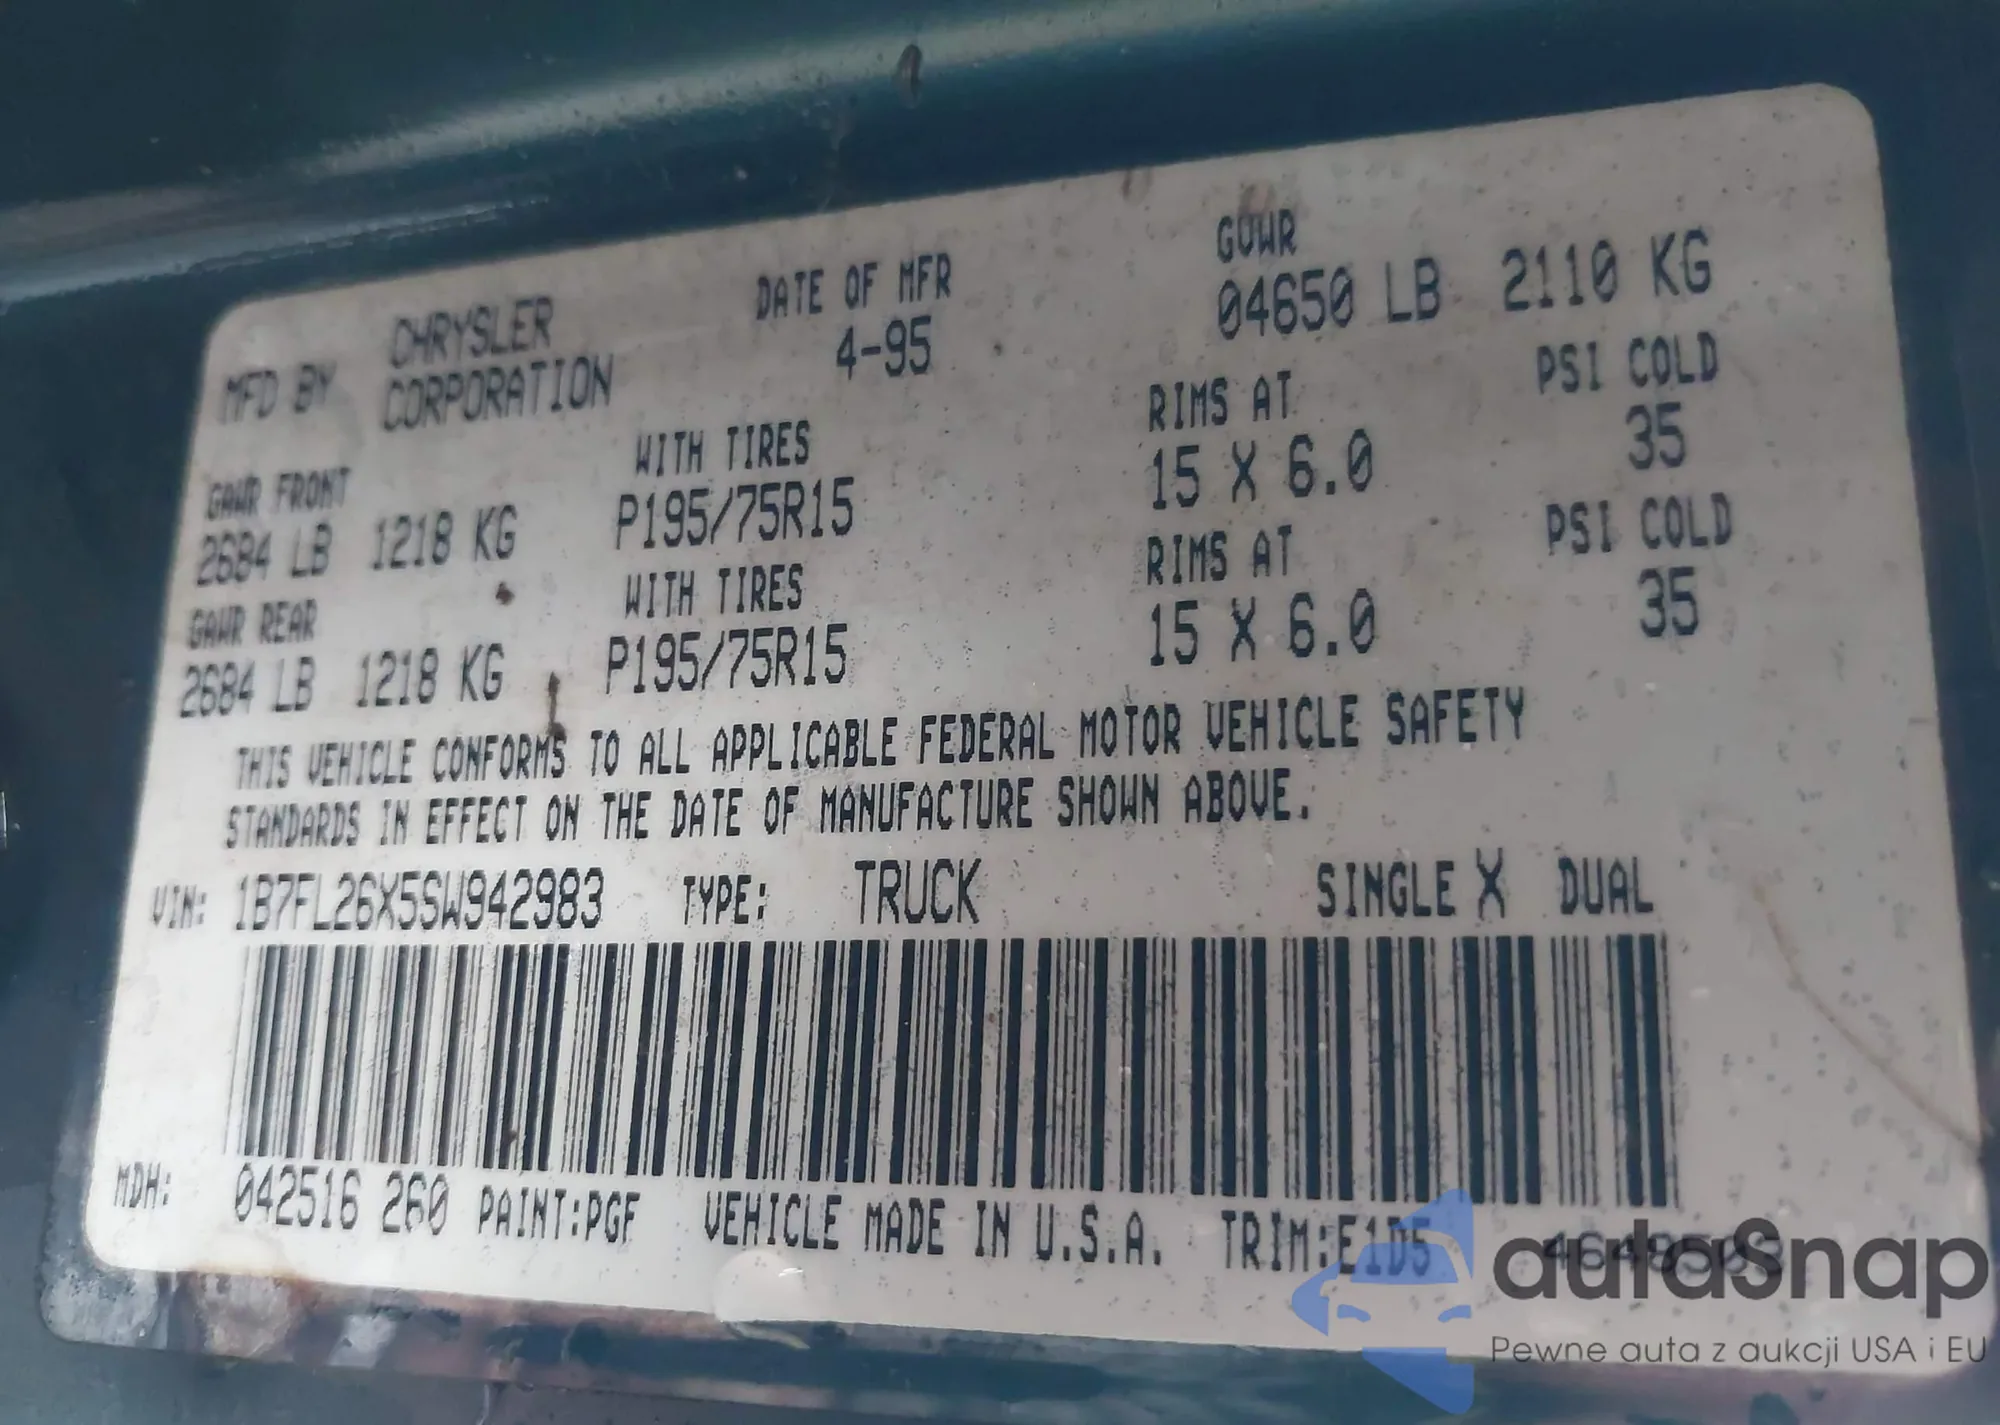 MFD BY CHRYSLER CORPORATION
DATE OF MFR
4-95
GVWR
04650 LB 2110 KG
GAWR FRONT WITH TIRES RIMS AT PSI COLD
2684 LB 1218 KG P195/75R15 15 X 6.0 35
GAWR REAR WITH TIRES RIMS AT PSI COLD
2684 LB 1218 KG P195/75R15 15 X 6.0 35
THIS VEHICLE CONFORMS TO ALL APPLICABLE FEDERAL MOTOR VEHICLE SAFETY
STANDARDS IN EFFECT ON THE DATE OF MANUFACTURE SHOWN ABOVE.
VIN: 1B7FL26X5SW942983 TYPE: TRUCK SINGLE X DUAL
MDH: 042516 260 PAINT:PGF VEHICLE MADE IN U.S.A. TRIM:E1D5
autaSnap
Pewne auta z aukcji USA i EU